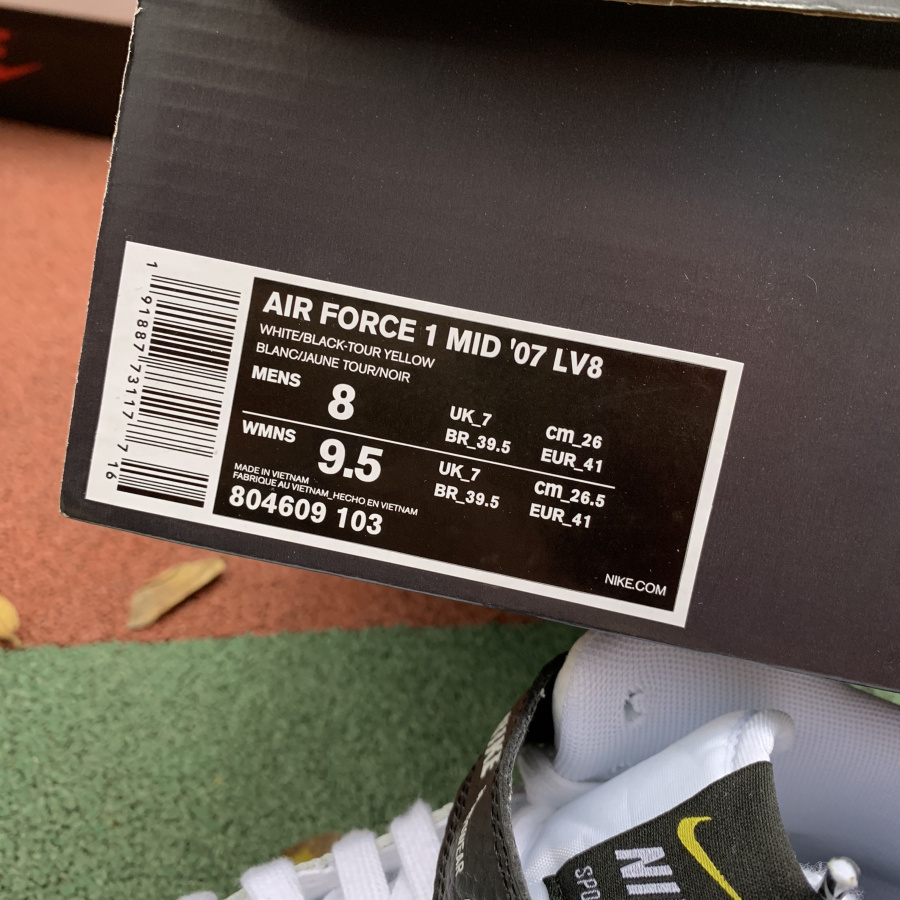 AIR FORCE 1 MID '07 LV8
WHITE/BLACK-TOUR YELLOW
BLANC/JAUNE TOUR/NOIR
MENS
8
UK_7
cm_26
BR_39.5
EUR_41
WMNS
9.5
UK_7
cm_26.5
BR_39.5
EUR_41
MADE IN VIETNAM
FABRIQUE AU VIETNAM_HECHO EN VIETNAM
804609 103
NIKE.COM
1 91887 73117 7 16
NIKE